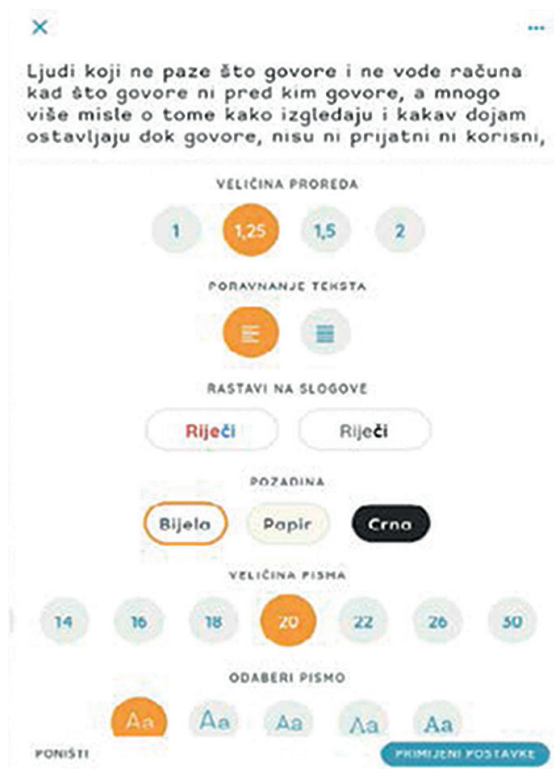 Ljudi koji ne paze što govore i ne vode računa
kad što govore ni pred kim govore, a mnogo
više misle o tome kako izgledaju i kakav dojam
ostavljaju dok govore, nisu ni prijatni ni korisni,
VELIČINA PROREDA
1 1,25 1,5 2
PORAVNANJE TEKSTA
RASTAVI NA SLOGOVE
Riječi Riječi
POZADINA
Bijela Papir Crna
VELIČINA PISMA
14 16 18 20 22 26 30
ODABERI PISMO
Aa Aa Aa Aa Aa
PONIŠTI PRIMIJENI POSTAVKE